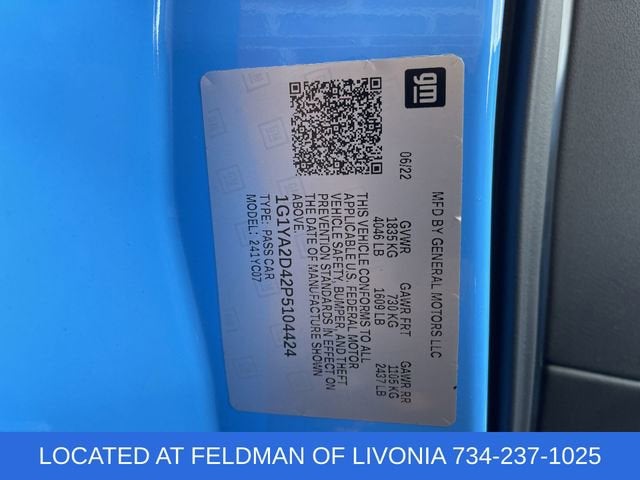 gm
MFD BY GENERAL MOTORS LLC
06/22
GVWR GAWR FRT GAWR RR
1835 KG 730 KG 1105 KG
4046 LB 1609 LB 2437 LB
THIS VEHICLE CONFORMS TO ALL
APPLICABLE U.S. FEDERAL MOTOR
VEHICLE SAFETY, BUMPER, AND THEFT
PREVENTION STANDARDS IN EFFECT ON
THE DATE OF MANUFACTURE SHOWN
ABOVE.
1G1YA2D42P5104424
TYPE: PASS CAR
MODEL: 241YC07
LOCATED AT FELDMAN OF LIVONIA 734-237-1025